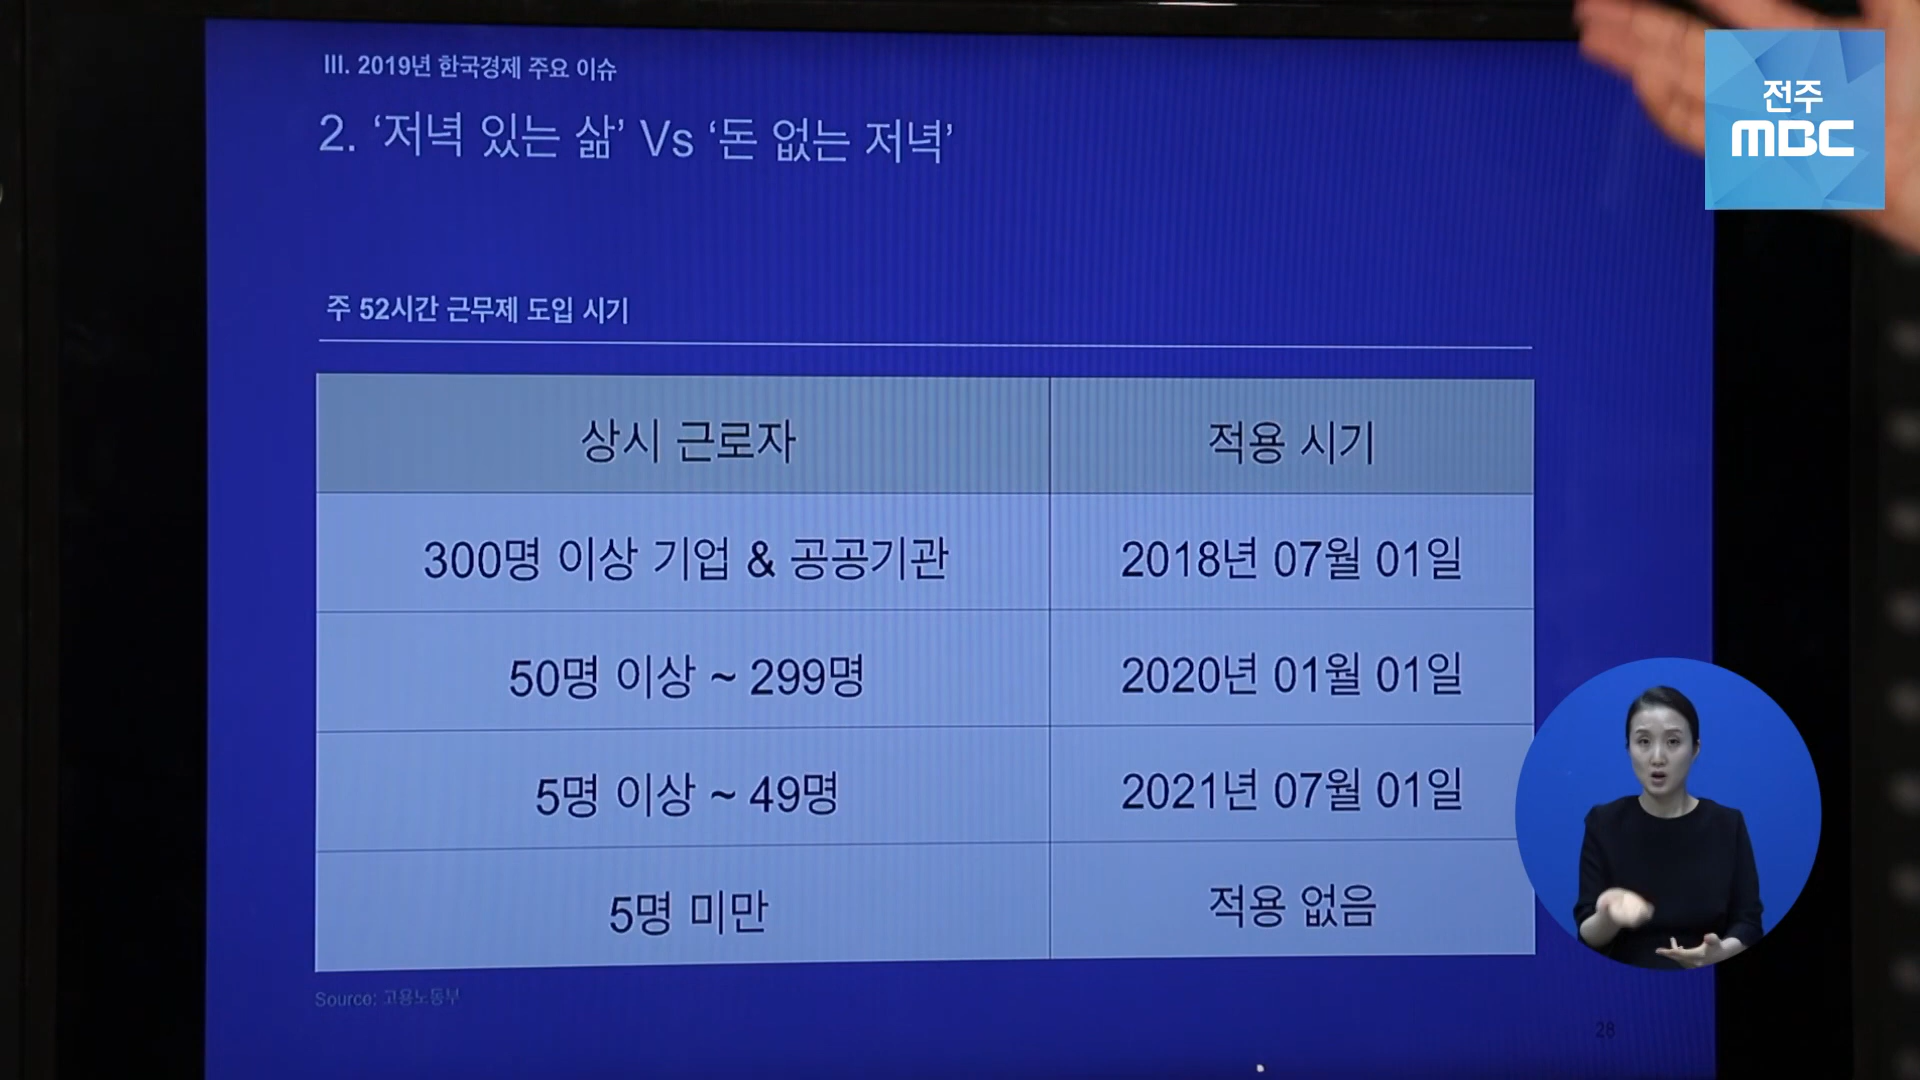 III. 2019년 한국경제 주요 이슈
2. ‘저녁 있는 삶’ Vs ‘돈 없는 저녁’
전주
MBC
주 52시간 근무제 도입 시기
상시 근로자 적용 시기
300명 이상 기업 & 공공기관 2018년 07월 01일
50명 이상 ~ 299명 2020년 01월 01일
5명 이상 ~ 49명 2021년 07월 01일
5명 미만 적용 없음
Source: 고용노동부
28